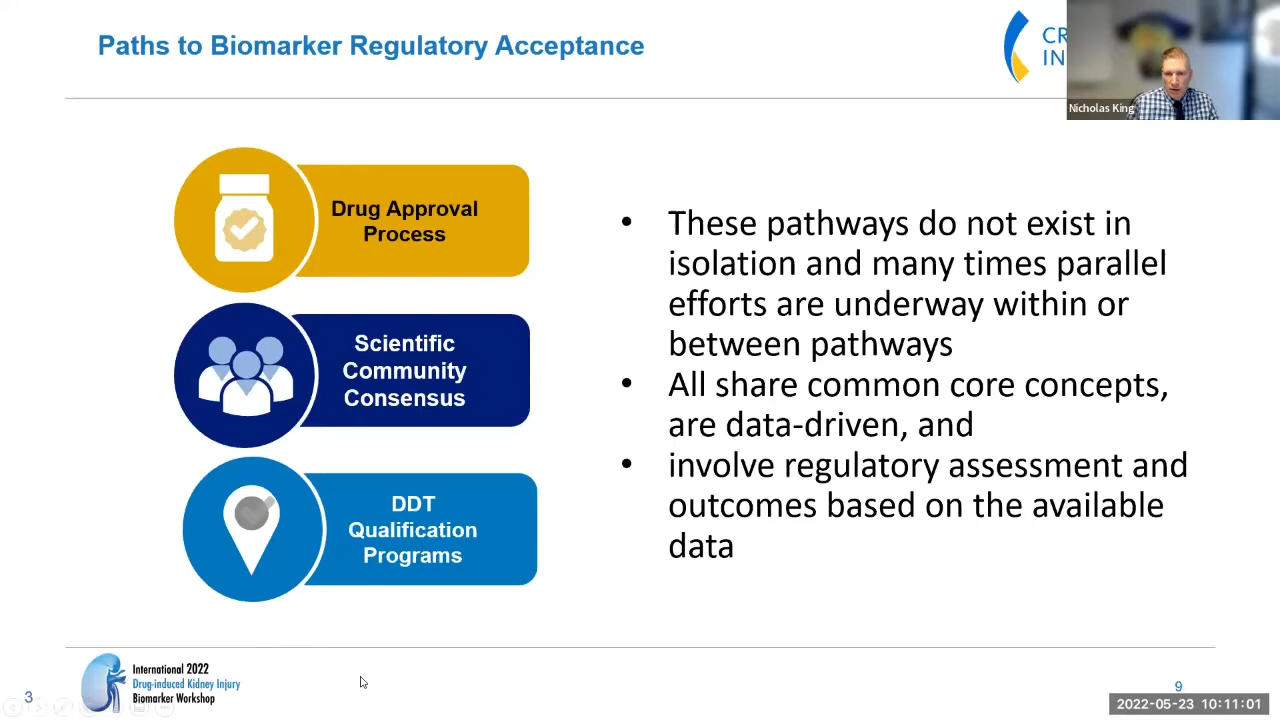 Paths to Biomarker Regulatory Acceptance
CR
IN
Nicholas King
Drug Approval
Process
Scientific
Community
Consensus
DDT
Qualification
Programs
• These pathways do not exist in
isolation and many times parallel
efforts are underway within or
between pathways
• All share common core concepts,
are data-driven, and
• involve regulatory assessment and
outcomes based on the available
data
International 2022
Drug-induced Kidney Injury
Biomarker Workshop
3
9
2022-05-23 10:11:01